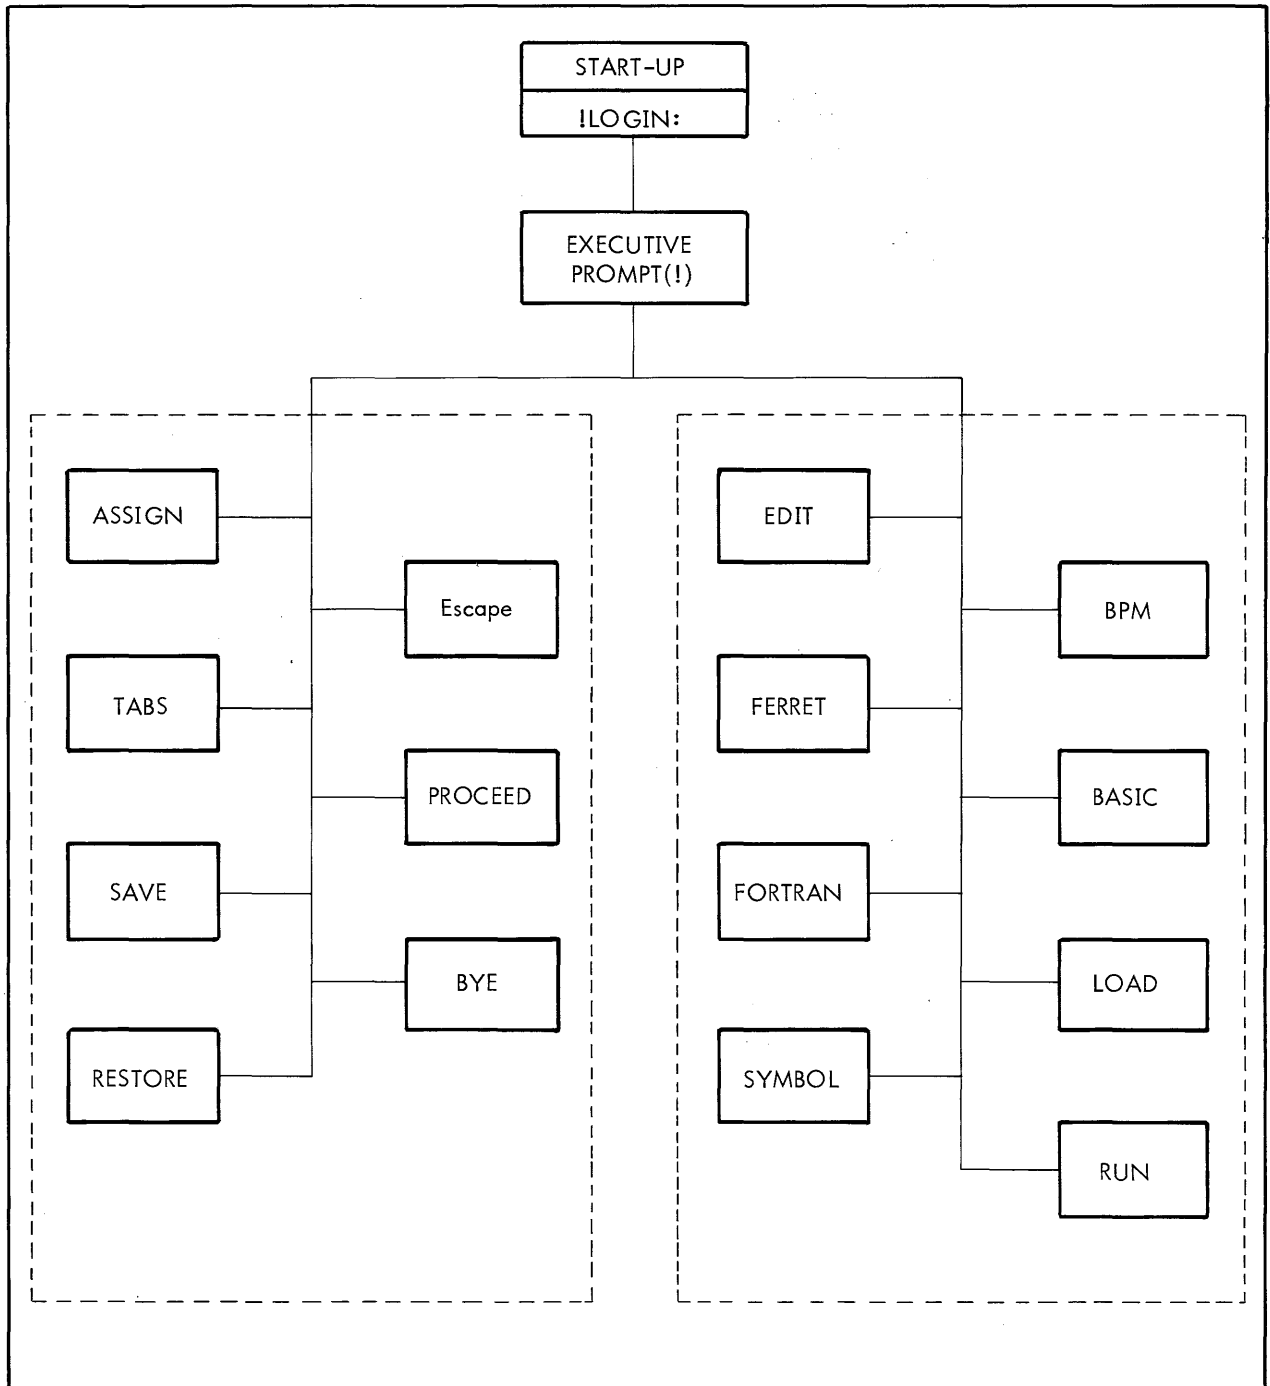 START-UP
!LOGIN:
EXECUTIVE
PROMPT(!)
ASSIGN
Escape
TABS
PROCEED
SAVE
BYE
RESTORE
EDIT
BPM
FERRET
BASIC
FORTRAN
LOAD
SYMBOL
RUN